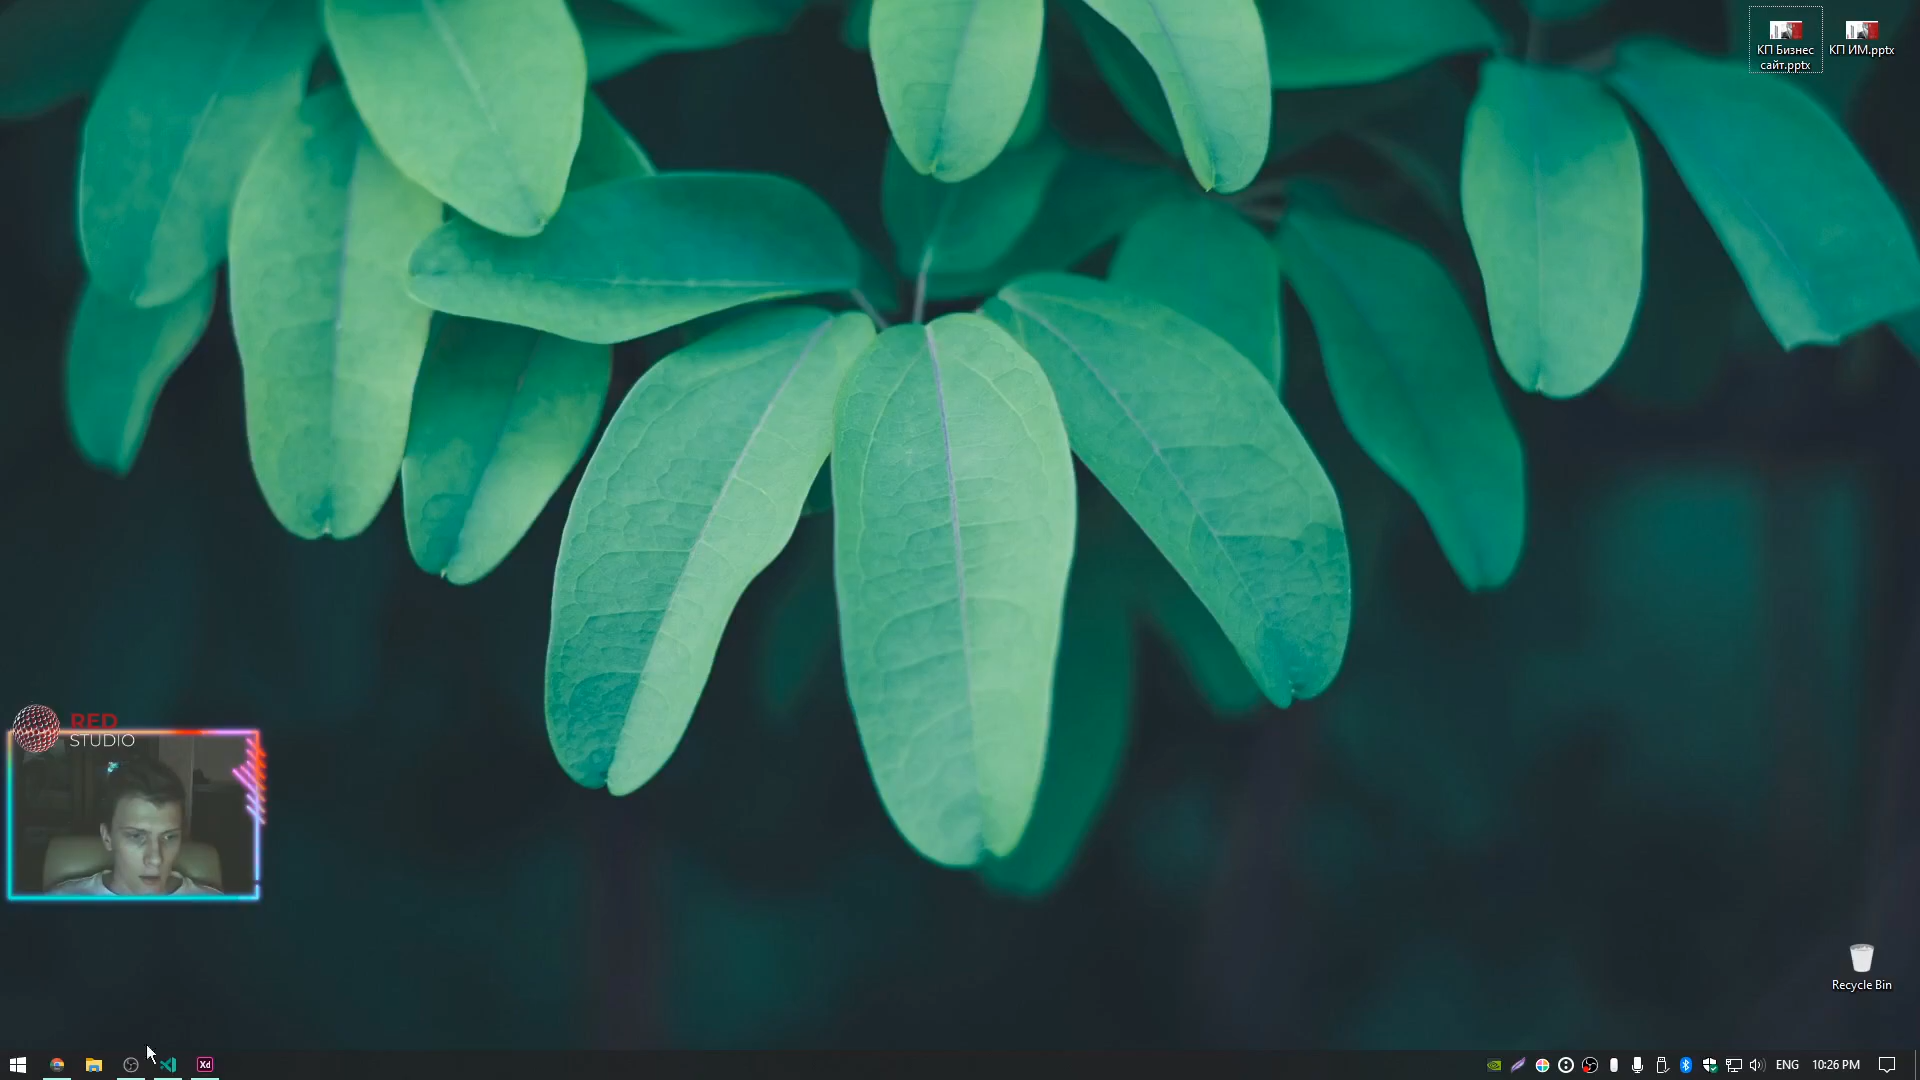 КП Бизнес
сайт.pptx
КП ИМ.pptx
RED
STUDIO
Recycle Bin
Xd
ENG
10:26 PM